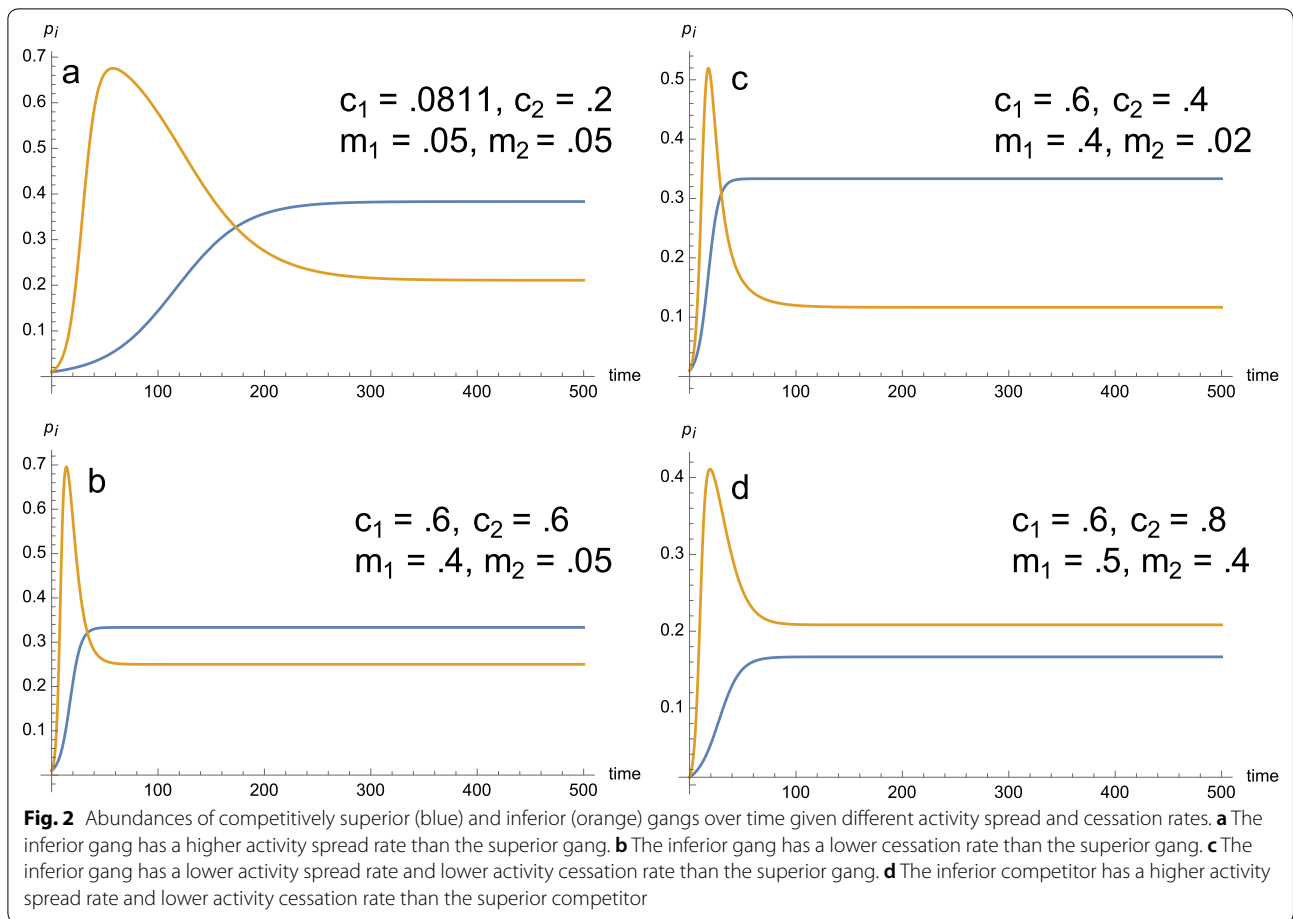 p_i
0.7
0.6
0.5
0.4
0.3
0.2
0.1
a
c₁ = .0811, c₂ = .2
m₁ = .05, m₂ = .05
time
100 200 300 400 500
p_i
0.5
0.4
0.3
0.2
0.1
c
c₁ = .6, c₂ = .4
m₁ = .4, m₂ = .02
time
100 200 300 400 500
p_i
0.7
0.6
0.5
0.4
0.3
0.2
0.1
b
c₁ = .6, c₂ = .6
m₁ = .4, m₂ = .05
time
100 200 300 400 500
p_i
0.4
0.3
0.2
0.1
d
c₁ = .6, c₂ = .8
m₁ = .5, m₂ = .4
time
100 200 300 400 500
Fig. 2 Abundances of competitively superior (blue) and inferior (orange) gangs over time given different activity spread and cessation rates. a The
inferior gang has a higher activity spread rate than the superior gang. b The inferior gang has a lower cessation rate than the superior gang. c The
inferior gang has a lower activity spread rate and lower activity cessation rate than the superior gang. d The inferior competitor has a higher activity
spread rate and lower activity cessation rate than the superior competitor